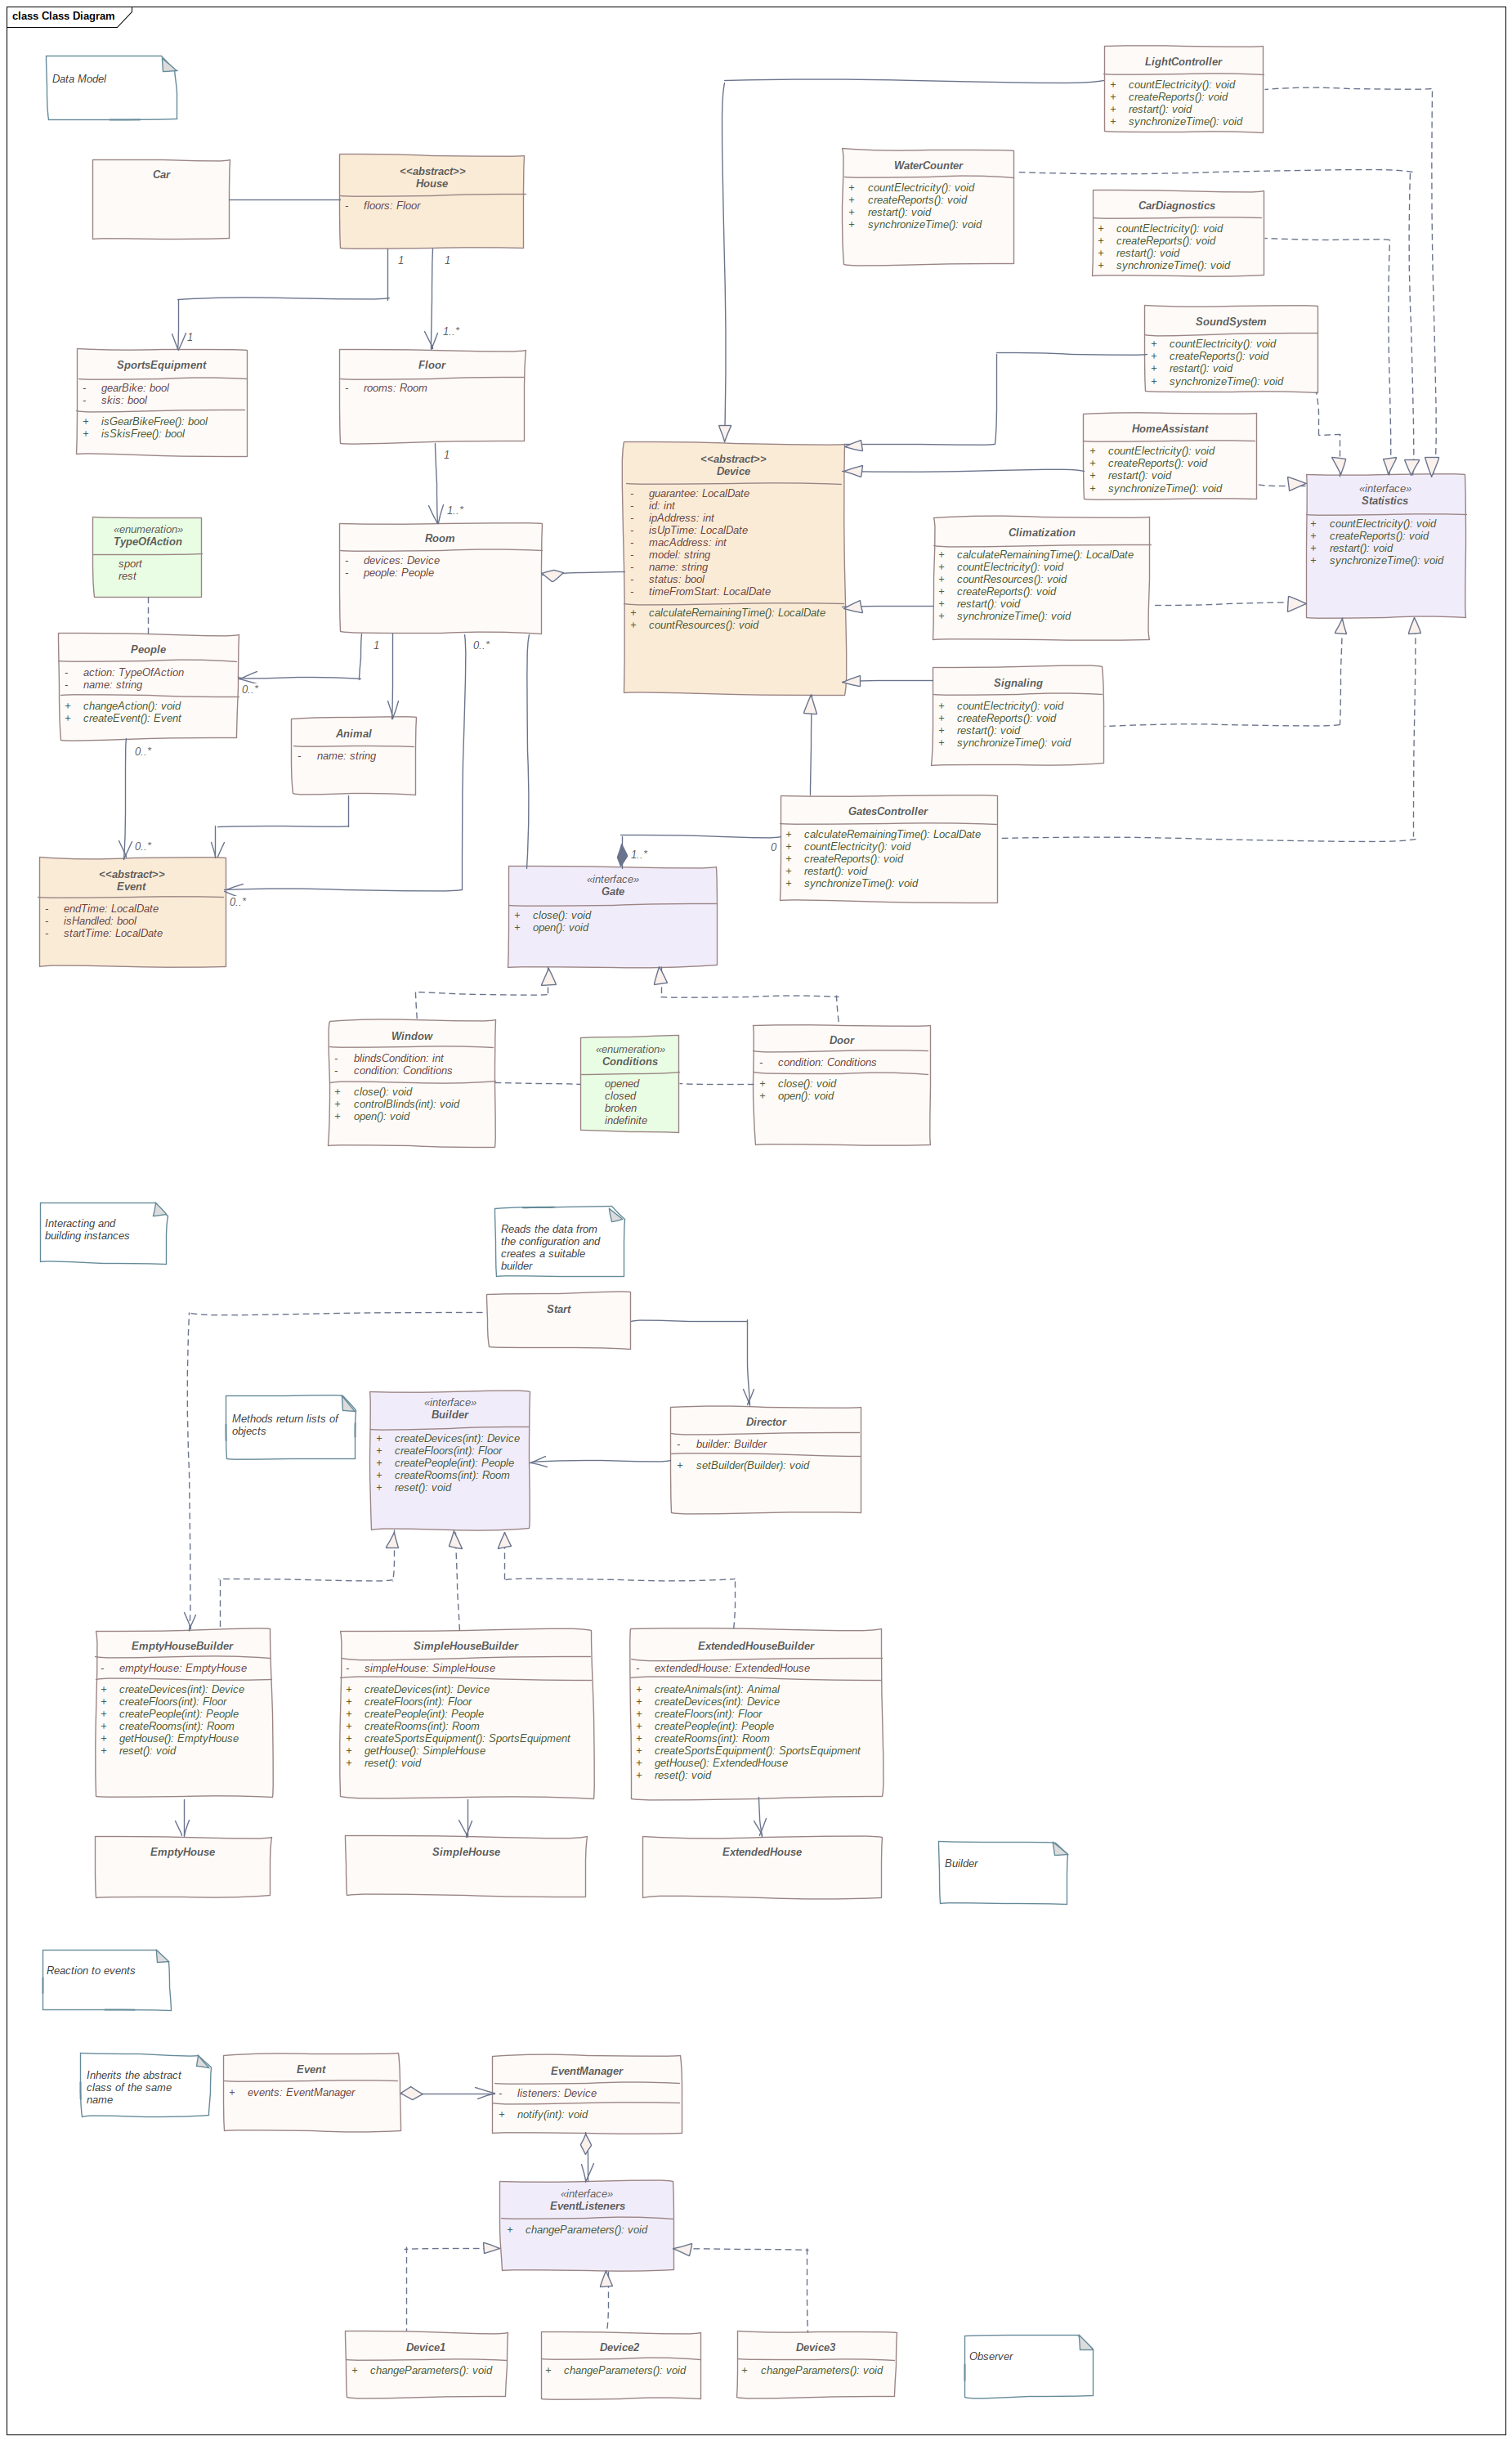 class Class Diagram
Data Model
Car
<<abstract>>
House
- floors: Floor
1
1
1
1..*
SportsEquipment
- gearBike: bool
- skis: bool
+ isGearBikeFree(): bool
+ isSkisFree(): bool
Floor
- rooms: Room
1
1..*
LightController
+ countElectricity(): void
+ createReports(): void
+ restart(): void
+ synchronizeTime(): void
WaterCounter
+ countElectricity(): void
+ createReports(): void
+ restart(): void
+ synchronizeTime(): void
CarDiagnostics
+ countElectricity(): void
+ createReports(): void
+ restart(): void
+ synchronizeTime(): void
SoundSystem
+ countElectricity(): void
+ createReports(): void
+ restart(): void
+ synchronizeTime(): void
HomeAssistant
+ countElectricity(): void
+ createReports(): void
+ restart(): void
+ synchronizeTime(): void
«interface»
Statistics
+ countElectricity(): void
+ createReports(): void
+ restart(): void
+ synchronizeTime(): void
<<abstract>>
Device
- guarantee: LocalDate
- id: int
- ipAddress: int
- isUpTime: LocalDate
- macAddress: int
- model: string
- name: string
- status: bool
- timeFromStart: LocalDate
+ calculateRemainingTime(): LocalDate
+ countResources(): void
Climatization
+ calculateRemainingTime(): LocalDate
+ countElectricity(): void
+ countResources(): void
+ createReports(): void
+ restart(): void
+ synchronizeTime(): void
Signaling
+ countElectricity(): void
+ createReports(): void
+ restart(): void
+ synchronizeTime(): void
«enumeration»
TypeOfAction
sport
rest
Room
- devices: Device
- people: People
1
0..*
0..*
People
- action: TypeOfAction
- name: string
+ changeAction(): void
+ createEvent(): Event
0..*
Animal
- name: string
0..*
<<abstract>>
Event
- endTime: LocalDate
- isHandled: bool
- startTime: LocalDate
0..*
GatesController
+ calculateRemainingTime(): LocalDate
+ countElectricity(): void
+ createReports(): void
+ restart(): void
+ synchronizeTime(): void
0
1..*
«interface»
Gate
+ close(): void
+ open(): void
Window
- blindsCondition: int
- condition: Conditions
+ close(): void
+ controlBlinds(int): void
+ open(): void
«enumeration»
Conditions
opened
closed
broken
indefinite
Door
- condition: Conditions
+ close(): void
+ open(): void
Interacting and
building instances
Reads the data from
the configuration and
creates a suitable
builder
Start
Methods return lists of
objects
«interface»
Builder
+ createDevices(int): Device
+ createFloors(int): Floor
+ createPeople(int): People
+ createRooms(int): Room
+ reset(): void
Director
- builder: Builder
+ setBuilder(Builder): void
EmptyHouseBuilder
- emptyHouse: EmptyHouse
+ createDevices(int): Device
+ createFloors(int): Floor
+ createPeople(int): People
+ createRooms(int): Room
+ getHouse(): EmptyHouse
+ reset(): void
SimpleHouseBuilder
- simpleHouse: SimpleHouse
+ createDevices(int): Device
+ createFloors(int): Floor
+ createPeople(int): People
+ createRooms(int): Room
+ createSportsEquipment(): SportsEquipment
+ getHouse(): SimpleHouse
+ reset(): void
ExtendedHouseBuilder
- extendedHouse: ExtendedHouse
+ createAnimals(int): Animal
+ createDevices(int): Device
+ createFloors(int): Floor
+ createPeople(int): People
+ createRooms(int): Room
+ createSportsEquipment(): SportsEquipment
+ getHouse(): ExtendedHouse
+ reset(): void
EmptyHouse
SimpleHouse
ExtendedHouse
Builder
Reaction to events
Inherits the abstract
class of the same
name
Event
+ events: EventManager
EventManager
- listeners: Device
+ notify(int): void
«interface»
EventListeners
+ changeParameters(): void
Device1
+ changeParameters(): void
Device2
+ changeParameters(): void
Device3
+ changeParameters(): void
Observer